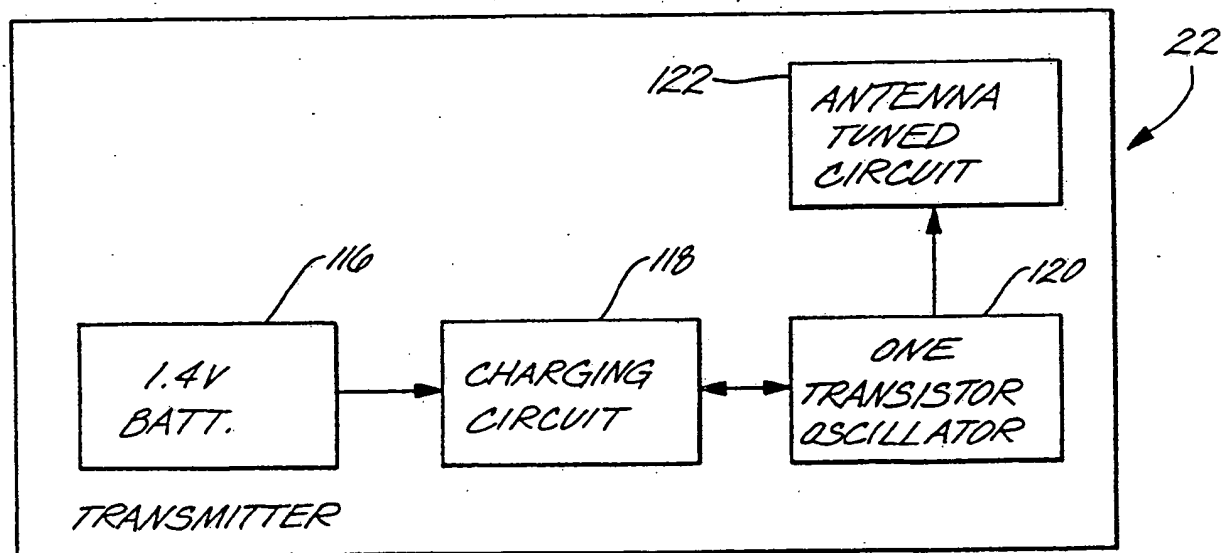 22
122
ANTENNA
TUNED
CIRCUIT
116
118
120
1.4V
BATT.
CHARGING
CIRCUIT
ONE
TRANSISTOR
OSCILLATOR
TRANSMITTER